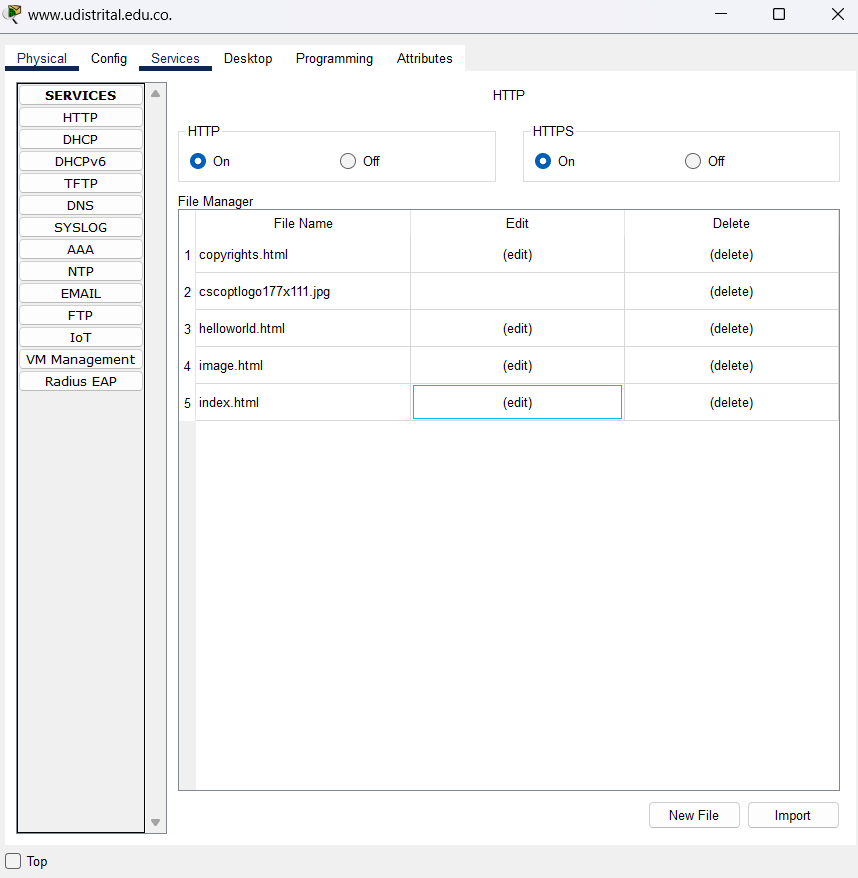 www.udistrital.edu.co.
Physical Config Services Desktop Programming Attributes
SERVICES
HTTP
DHCP
DHCPv6
TFTP
DNS
SYSLOG
AAA
NTP
EMAIL
FTP
IoT
VM Management
Radius EAP
HTTP
HTTP
On Off
HTTPS
On Off
File Manager
File Name Edit Delete
1 copyrights.html (edit) (delete)
2 cscoptlogo177x111.jpg (delete)
3 helloworld.html (edit) (delete)
4 image.html (edit) (delete)
5 index.html (edit) (delete)
New File Import
Top